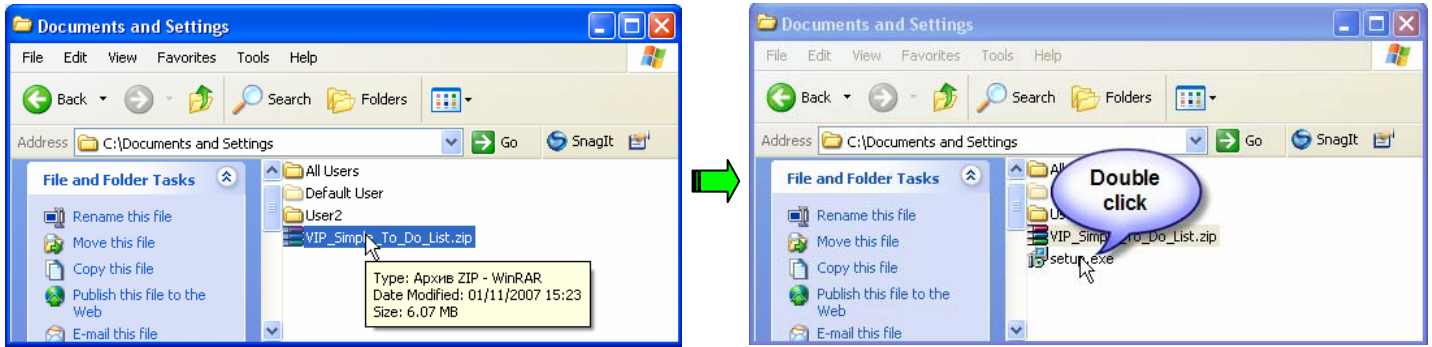 Documents and Settings
File Edit View Favorites Tools Help
Back Search Folders
Address C:\Documents and Settings Go SnagIt
File and Folder Tasks
Rename this file
Move this file
Copy this file
Publish this file to the
Web
E-mail this file
All Users
Default User
User2
VIP_Simple_To_Do_List.zip
Type: Архив ZIP - WinRAR
Date Modified: 01/11/2007 15:23
Size: 6.07 MB
Documents and Settings
File Edit View Favorites Tools Help
Back Search Folders
Address C:\Documents and Settings Go SnagIt
File and Folder Tasks
Rename this file
Move this file
Copy this file
Publish this file to the
Web
E-mail this file
Double
click
VIP_Simple_To_Do_List.zip
setup.exe